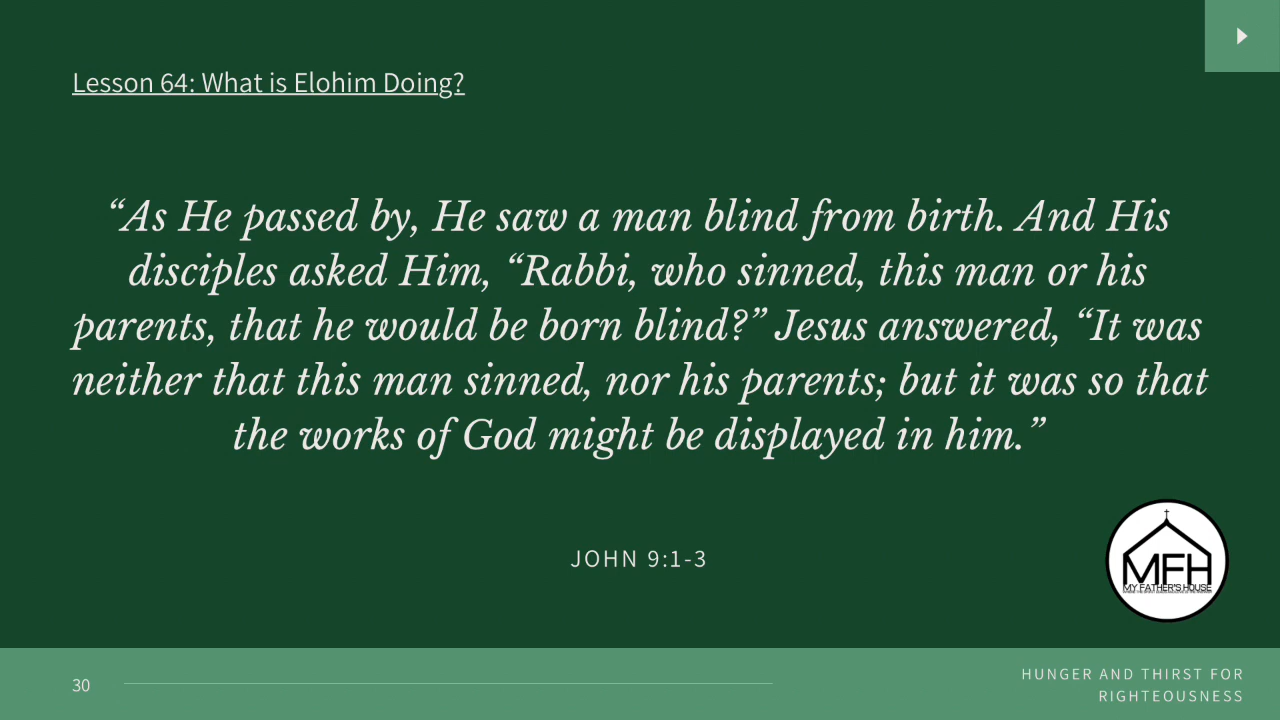 Lesson 64: What is Elohim Doing?
“As He passed by, He saw a man blind from birth. And His
disciples asked Him, “Rabbi, who sinned, this man or his
parents, that he would be born blind?” Jesus answered, “It was
neither that this man sinned, nor his parents; but it was so that
the works of God might be displayed in him.”
JOHN 9:1-3
MFH
MY FATHER'S HOUSE
30
HUNGER AND THIRST FOR
RIGHTEOUSNESS